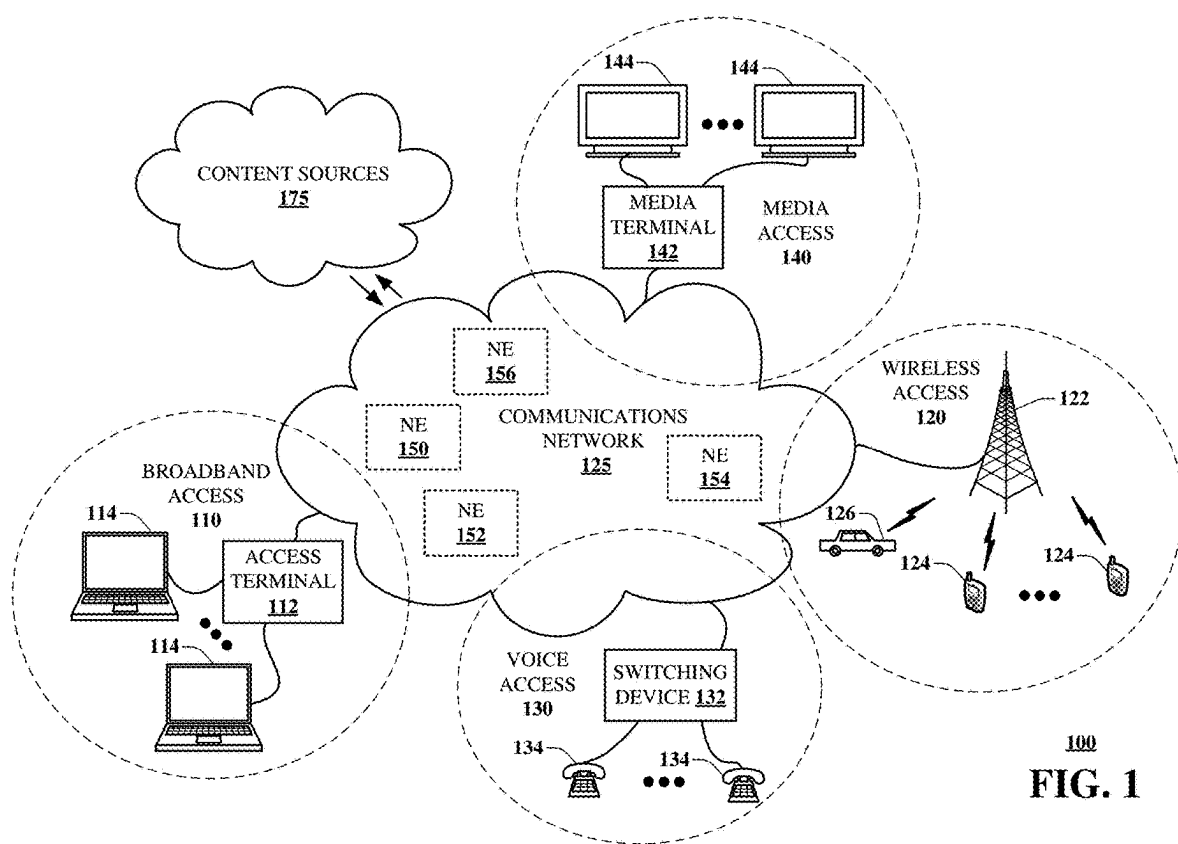 144
144
CONTENT SOURCES
175
MEDIA
TERMINAL
142
MEDIA
ACCESS
140
NE
156
WIRELESS
ACCESS
120
122
NE
150
COMMUNICATIONS
NETWORK
125
NE
154
BROADBAND
ACCESS
110
114
NE
152
126
ACCESS
TERMINAL
112
124
124
114
VOICE
ACCESS
130
SWITCHING
DEVICE 132
134
134
100
FIG. 1